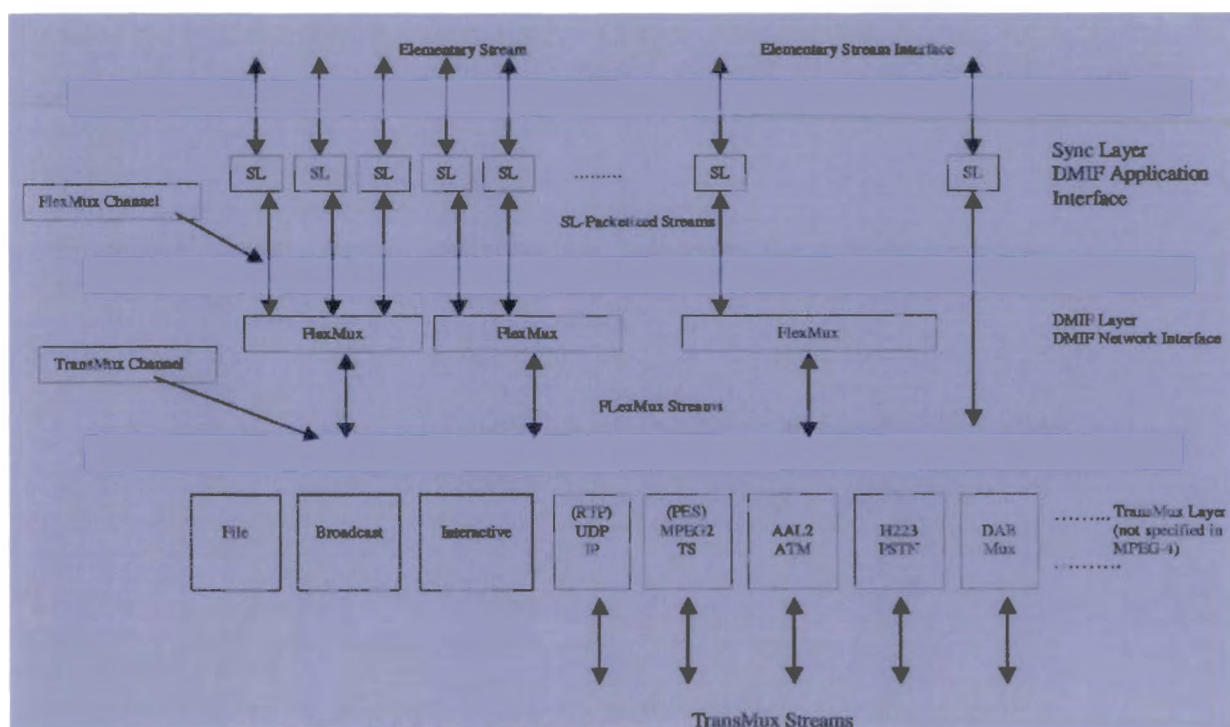 Elementary Stream
Elementary Stream Interface
SL SL SL SL SL ........ SL SL
Sync Layer
DMIF Application
Interface
FlexMux Channel
SL-Packetized Streams
FlexMux FlexMux FlexMux
DMIF Layer
DMIF Network Interface
TransMux Channel
FLexMux Streams
File
Broadcast
Interactive
(RTP)
UDP
IP
(PES)
MPEG2
TS
AAL2
ATM
H223
PSTN
DAB
Mux
......... TransMux Layer
(not specified in
MPEG-4)
..........
TransMux Streams